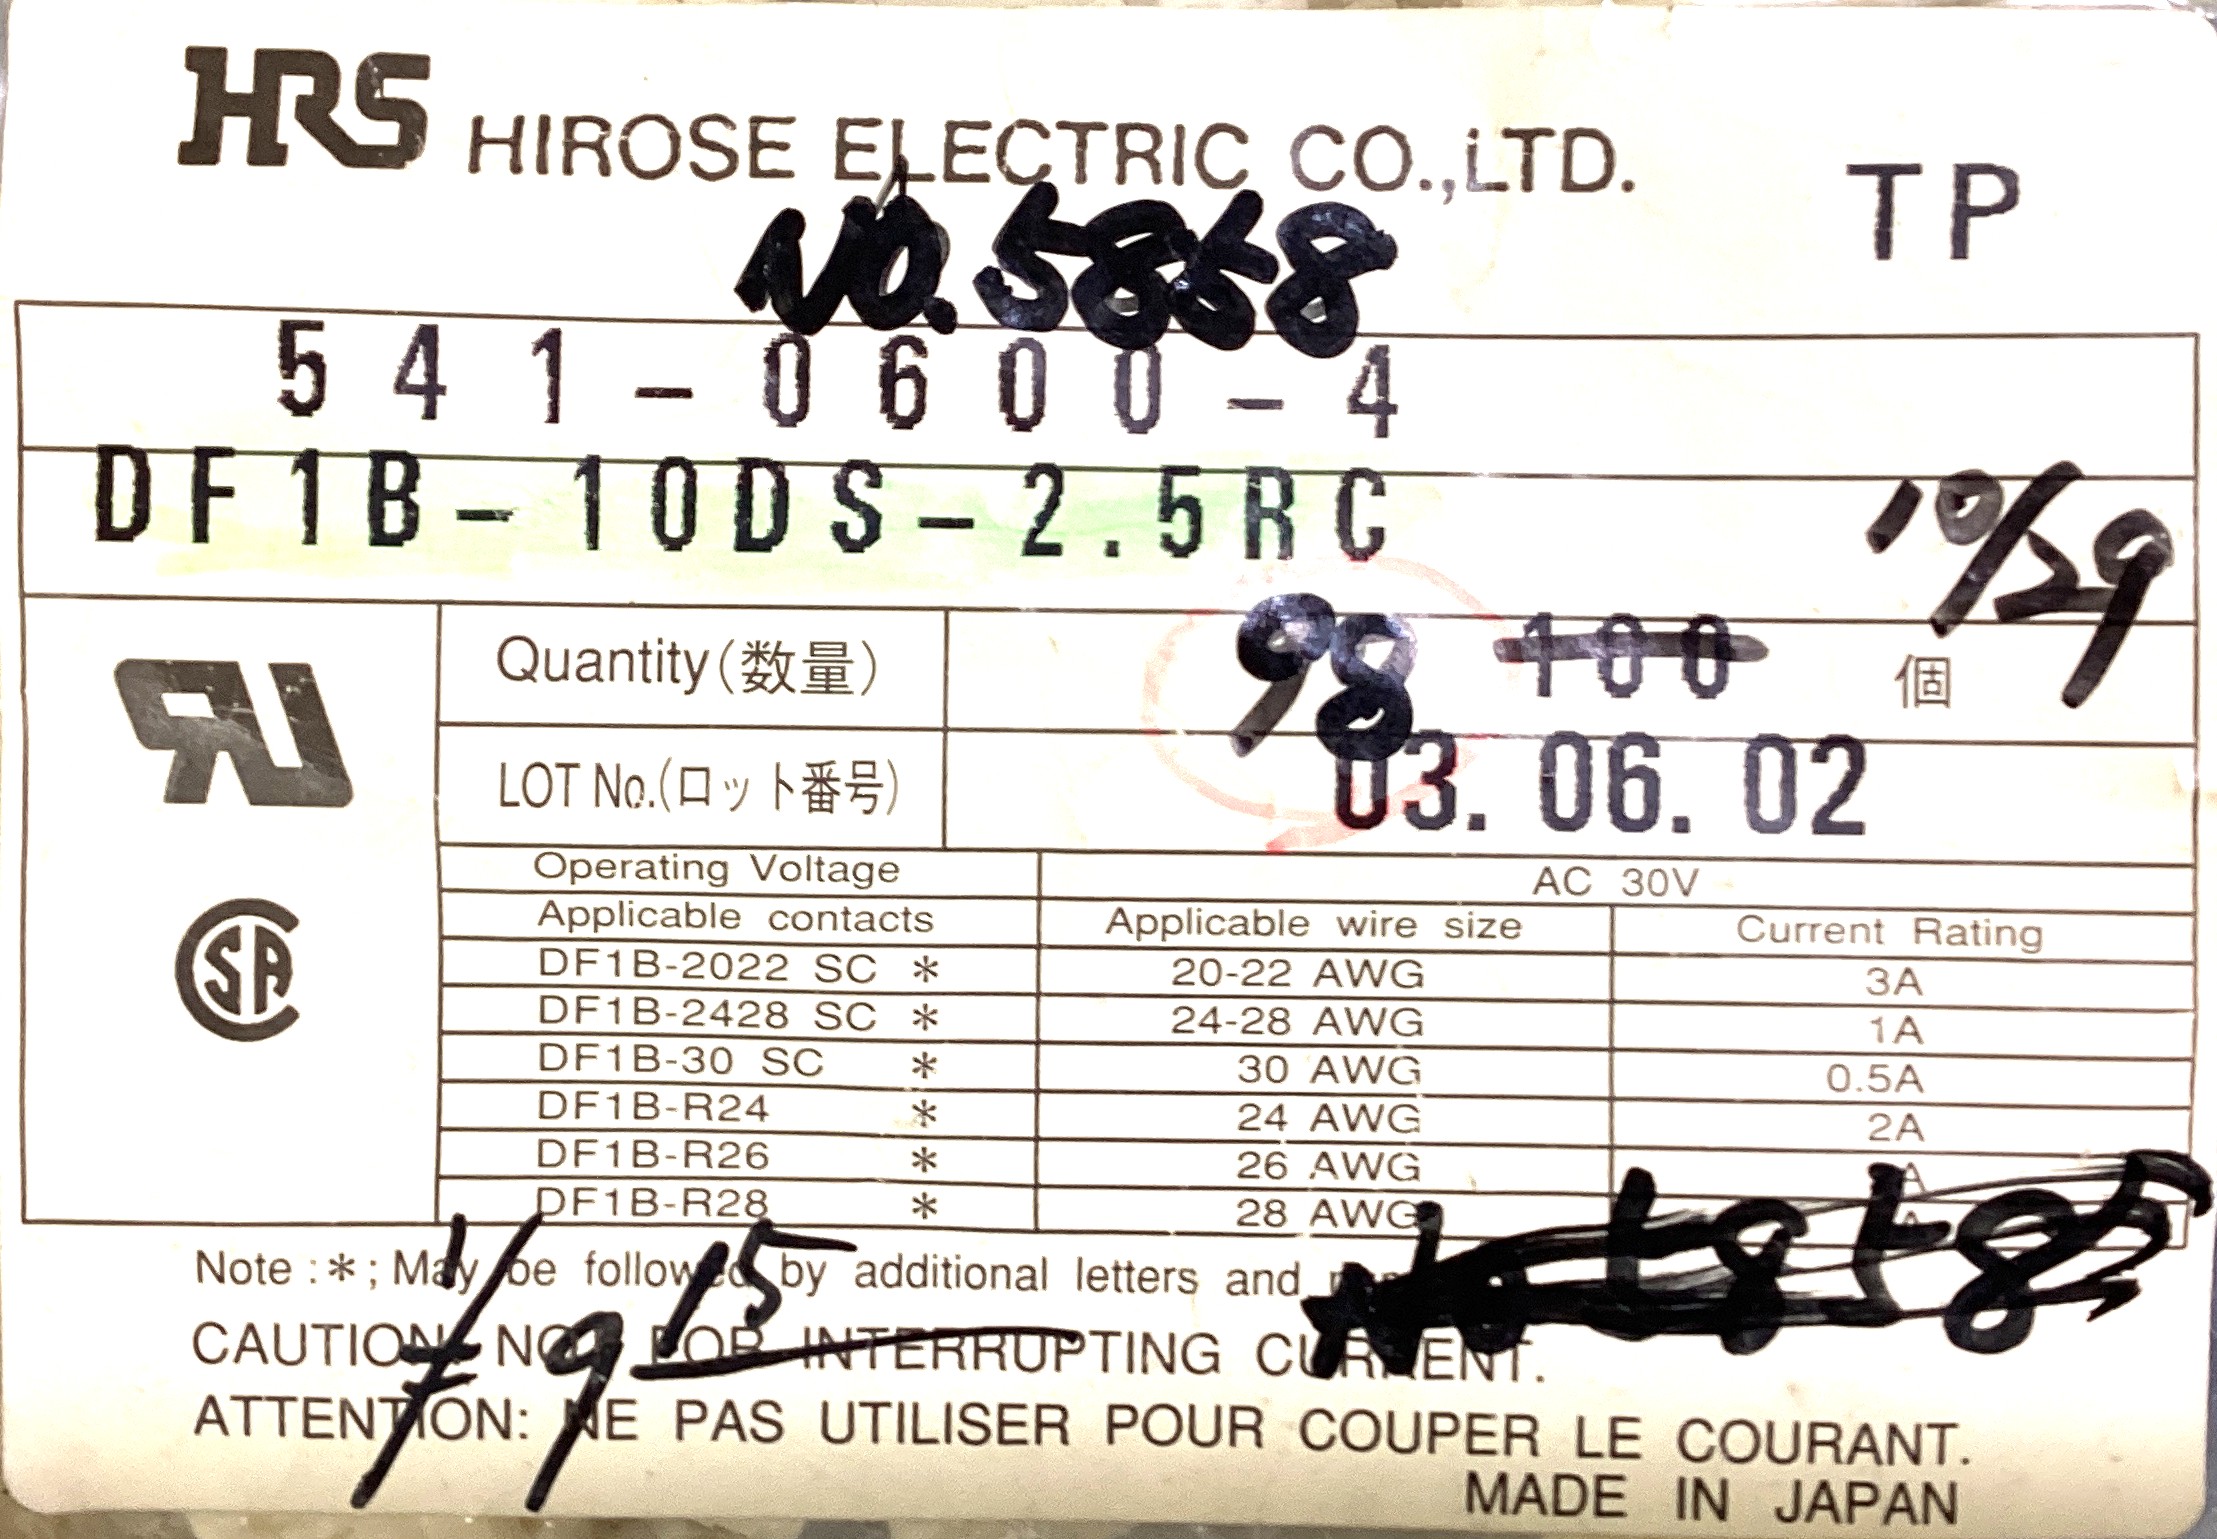 HRS HIROSE ELECTRIC CO.,LTD.
TP
NO.5858
541-0600-4
DF1B-10DS-2.5RC
10/29
Quantity(数量) 98 100 個
LOT No.(ロット番号) 03.06.02
Operating Voltage AC 30V
Applicable contacts Applicable wire size Current Rating
DF1B-2022 SC * 20-22 AWG 3A
DF1B-2428 SC * 24-28 AWG 1A
DF1B-30 SC * 30 AWG 0.5A
DF1B-R24 * 24 AWG 2A
DF1B-R26 * 26 AWG A
DF1B-R28 * 28 AWG A
Note : * ; May be followed by additional letters and
CAUTION NOT FOR INTERRUPTING CURRENT.
ATTENTION: NE PAS UTILISER POUR COUPER LE COURANT.
MADE IN JAPAN